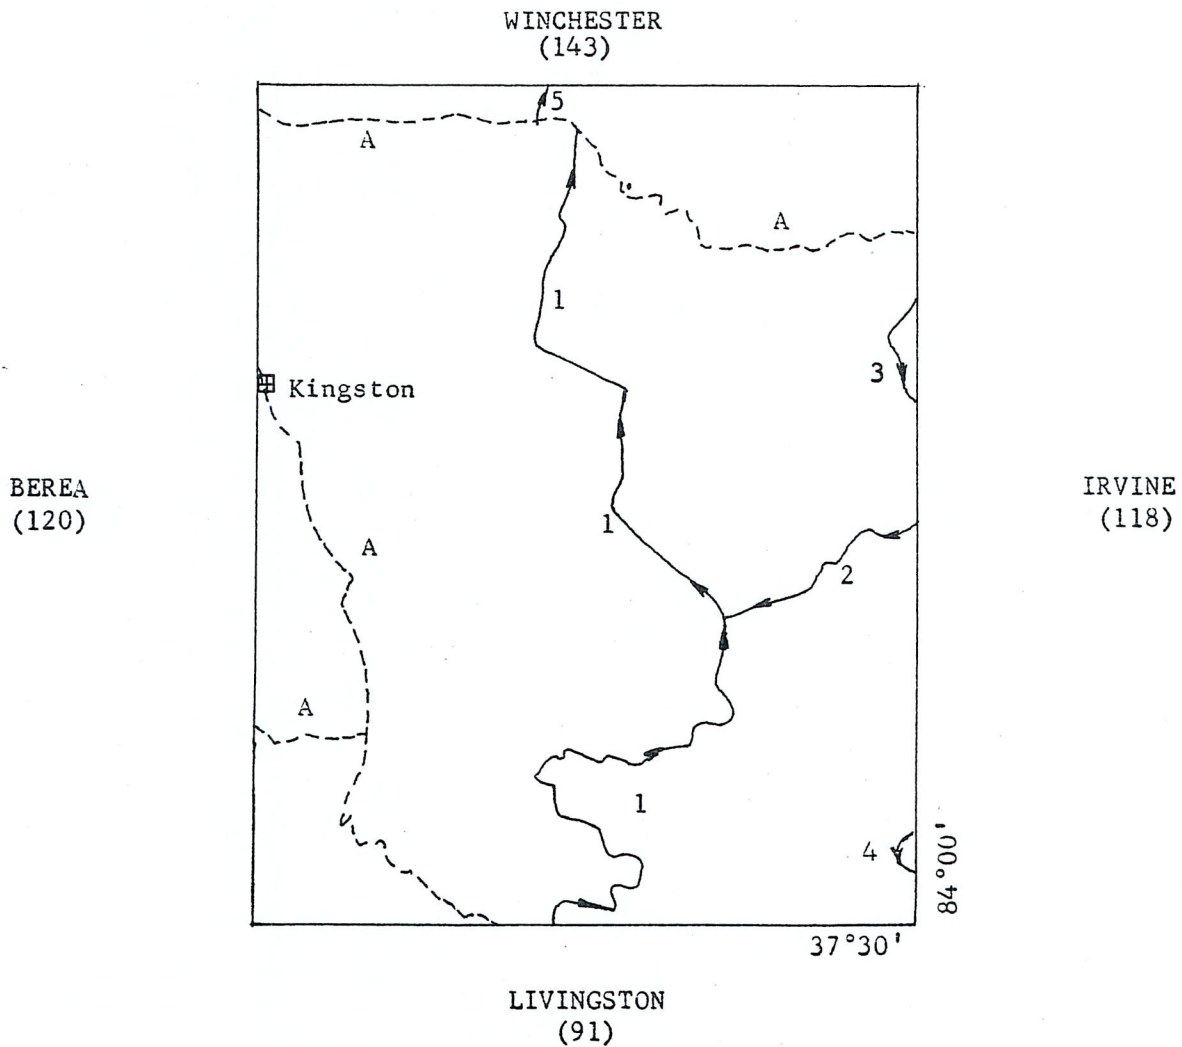 WINCHESTER
(143)
5
A
A
1
3
Kingston
BEREA
(120)
IRVINE
(118)
1
A
2
A
1
4
84°00'
37°30'
LIVINGSTON
(91)